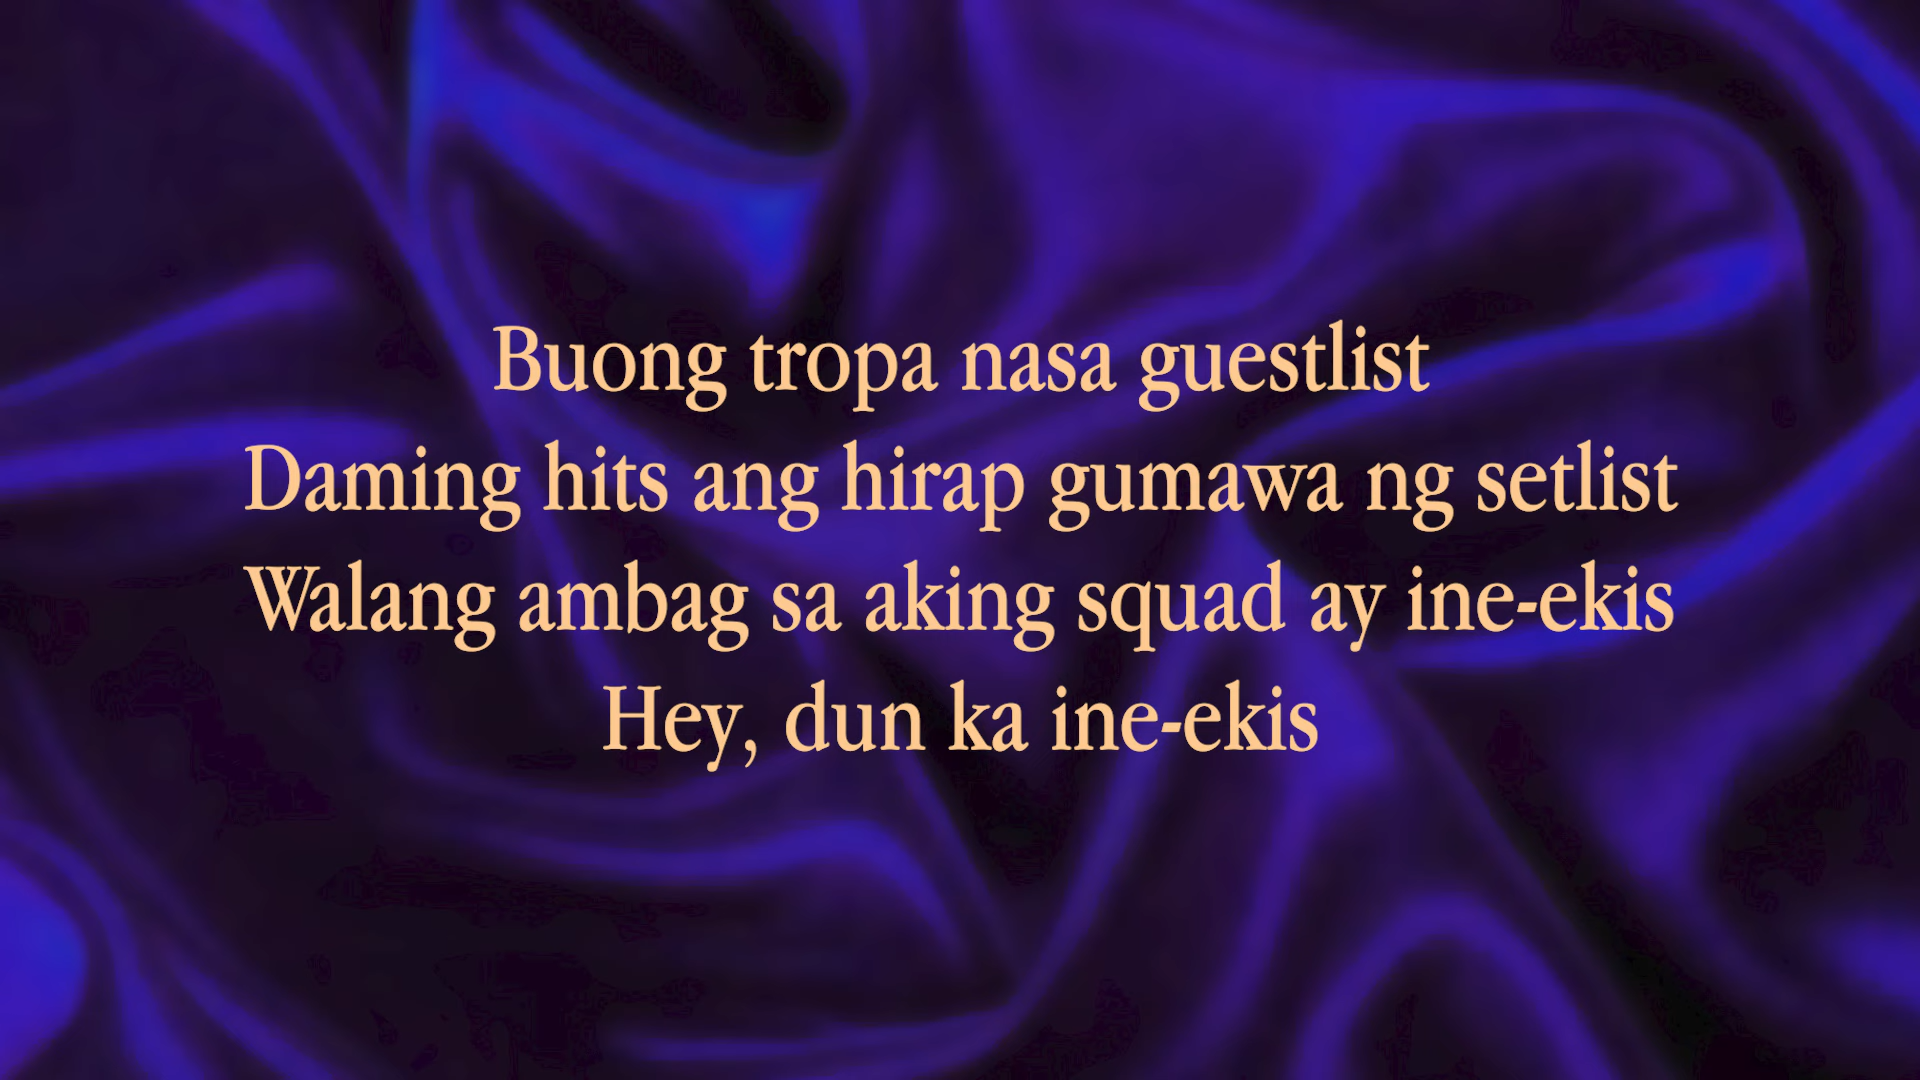 Buong tropa nasa guestlist
Daming hits ang hirap gumawa ng setlist
Walang ambag sa aking squad ay ine-ekis
Hey, dun ka ine-ekis